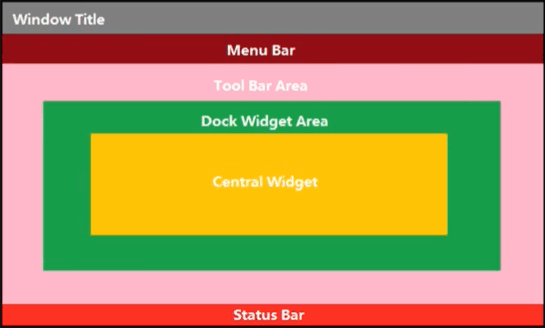 Window Title
Menu Bar
Tool Bar Area
Dock Widget Area
Central Widget
Status Bar